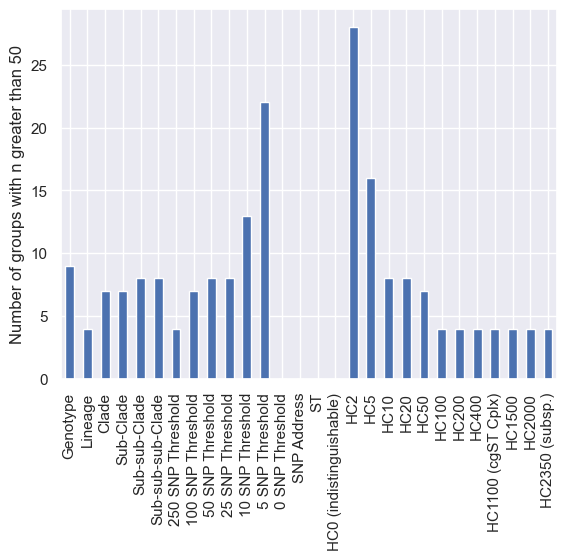 Number of groups with n greater than 50
25
20
15
10
5
0
Genotype
Lineage
Clade
Sub-Clade
Sub-sub-Clade
Sub-sub-sub-Clade
250 SNP Threshold
100 SNP Threshold
50 SNP Threshold
25 SNP Threshold
10 SNP Threshold
5 SNP Threshold
0 SNP Threshold
SNP Address
ST
HC0 (indistinguishable)
HC2
HC5
HC10
HC20
HC50
HC100
HC200
HC400
HC1100 (cgST Cplx)
HC1500
HC2000
HC2350 (subsp.)